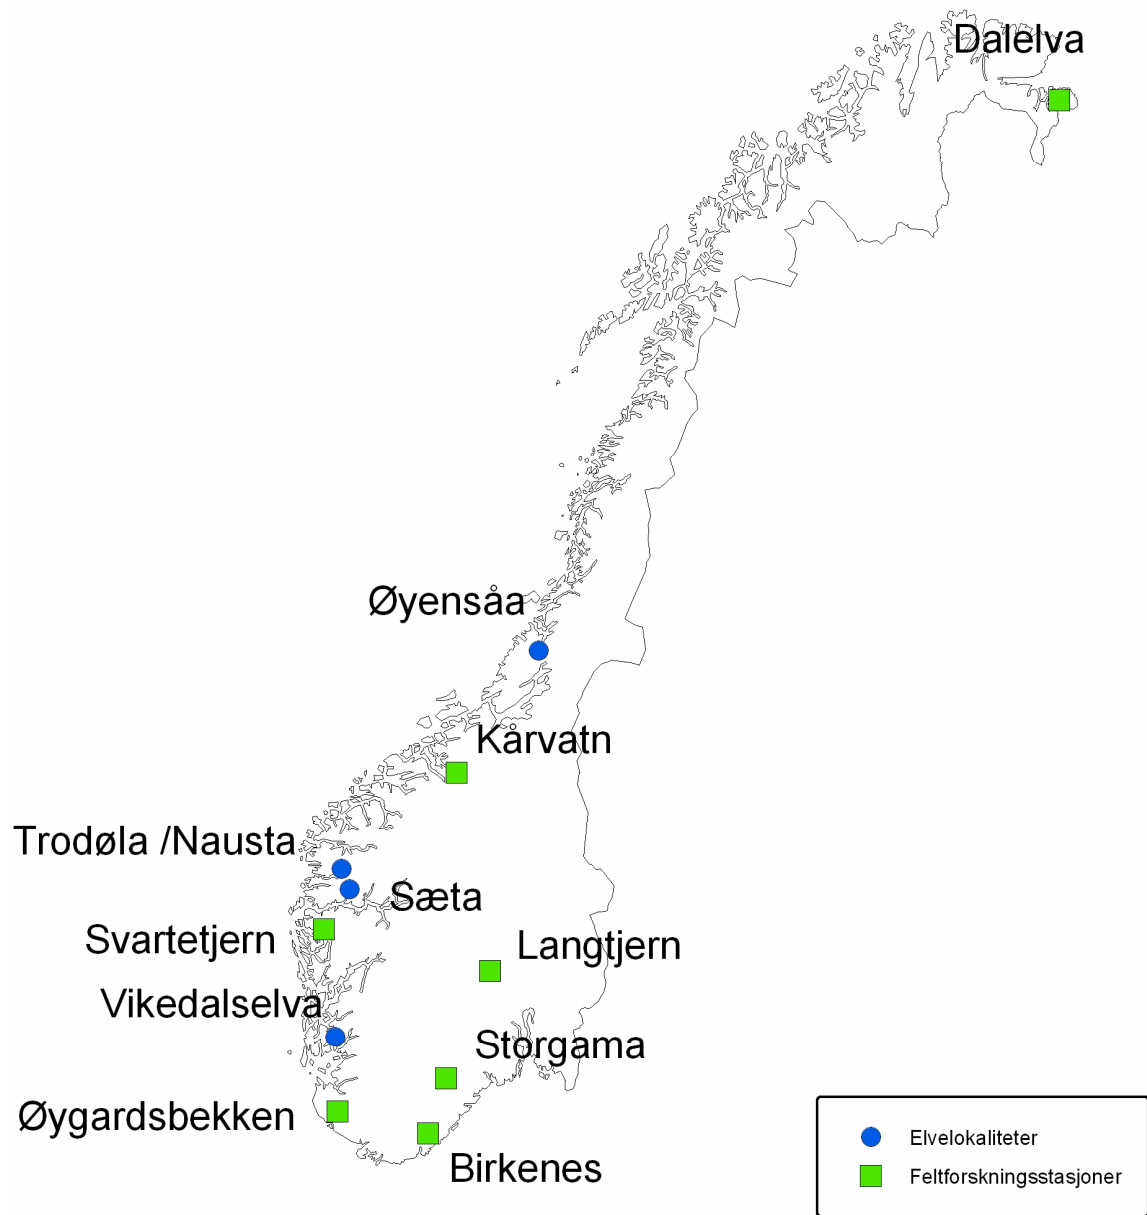 Dalelva
Øyensåa
Kårvatn
Trodøla /Nausta
Sæta
Svartetjern
Langtjern
Vikedalselva
Storgama
Øygardsbekken
Birkenes
Elvelokaliteter
Feltforskningsstasjoner